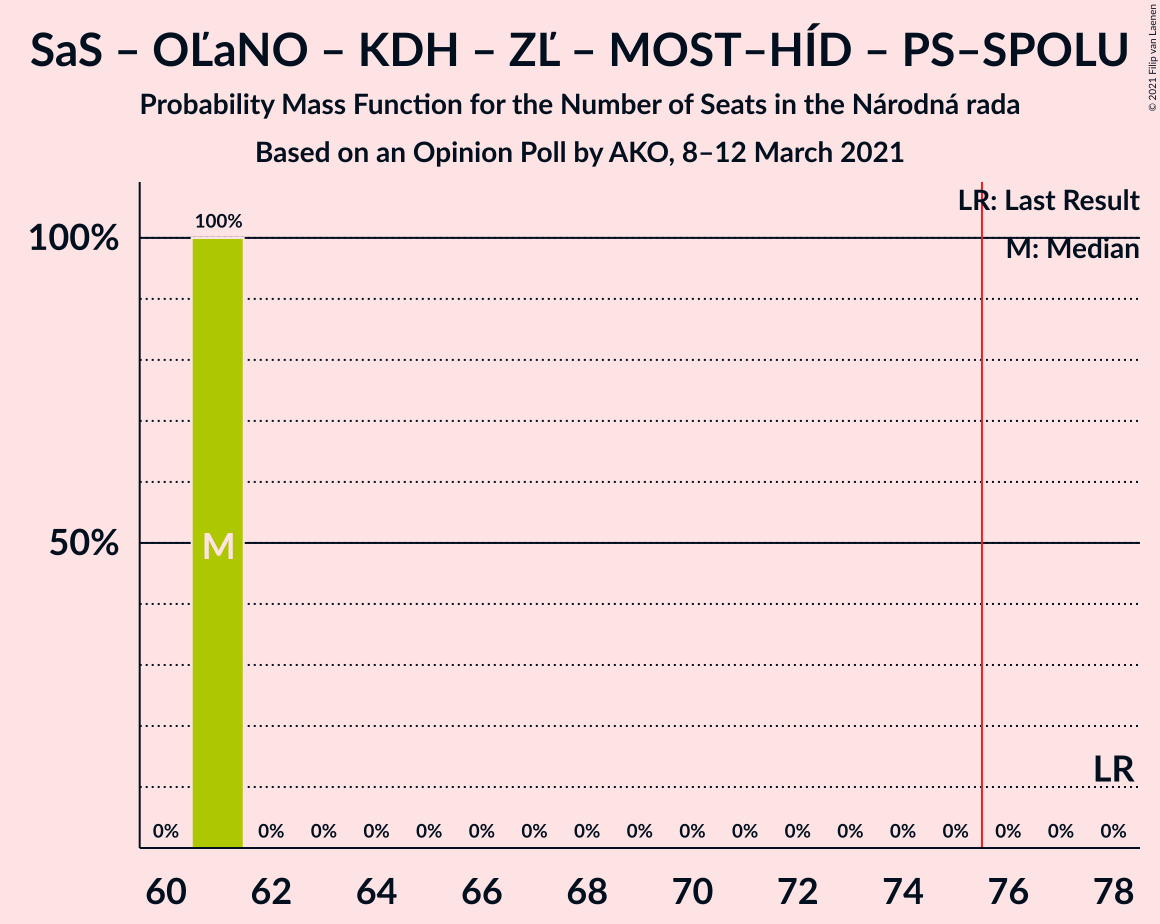 SaS – OĽaNO – KDH – ZĽ – MOST–HÍD – PS–SPOLU
Probability Mass Function for the Number of Seats in the Národná rada
Based on an Opinion Poll by AKO, 8–12 March 2021
© 2021 Filip van Laenen
LR: Last Result
M: Median
100%
100%
50%
M
LR
0% 0% 0% 0% 0% 0% 0% 0% 0% 0% 0% 0% 0% 0% 0% 0% 0% 0%
60 62 64 66 68 70 72 74 76 78